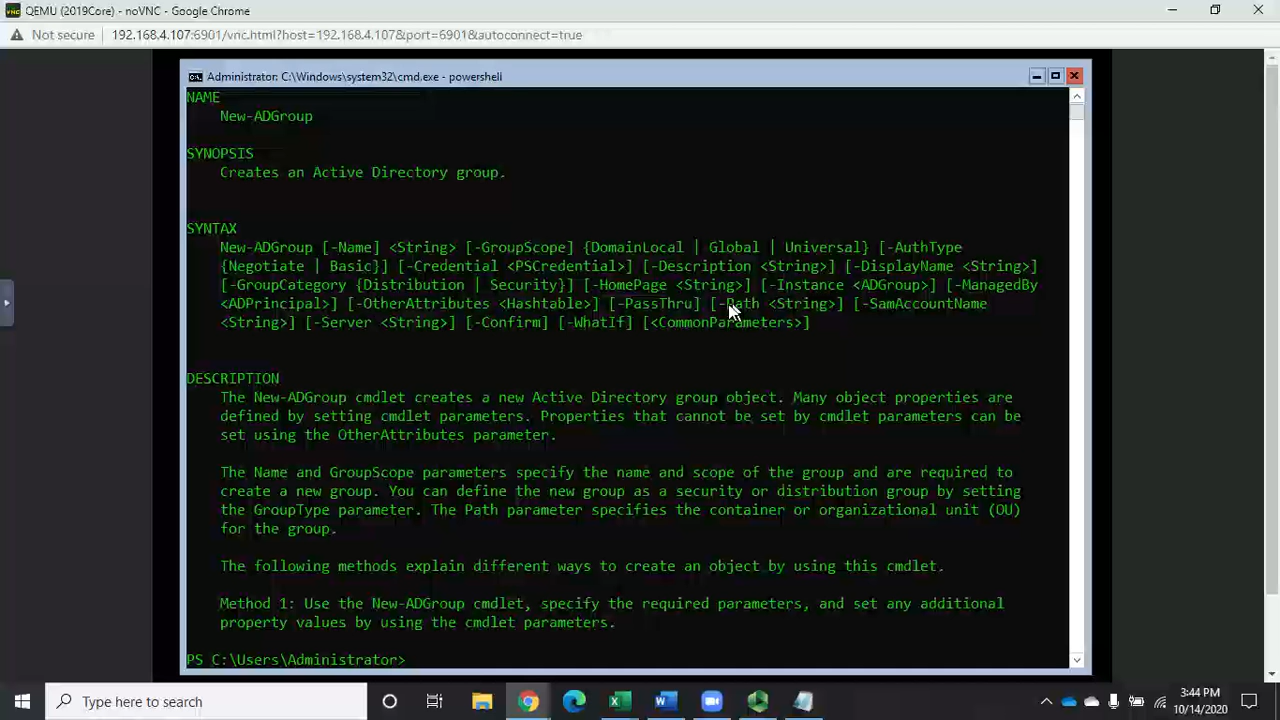 QEMU (2019Core) - noVNC - Google Chrome
Not secure 192.168.4.107:6901/vnc.html?host=192.168.4.107&port=6901&autoconnect=true
Administrator: C:\Windows\system32\cmd.exe - powershell
NAME
New-ADGroup
SYNOPSIS
Creates an Active Directory group.
SYNTAX
New-ADGroup [-Name] <String> [-GroupScope] {DomainLocal | Global | Universal} [-AuthType
{Negotiate | Basic}] [-Credential <PSCredential>] [-Description <String>] [-DisplayName <String>]
[-GroupCategory {Distribution | Security}] [-HomePage <String>] [-Instance <ADGroup>] [-ManagedBy
<ADPrincipal>] [-OtherAttributes <Hashtable>] [-PassThru] [-Path <String>] [-SamAccountName
<String>] [-Server <String>] [-Confirm] [-WhatIf] [<CommonParameters>]
DESCRIPTION
The New-ADGroup cmdlet creates a new Active Directory group object. Many object properties are
defined by setting cmdlet parameters. Properties that cannot be set by cmdlet parameters can be
set using the OtherAttributes parameter.
The Name and GroupScope parameters specify the name and scope of the group and are required to
create a new group. You can define the new group as a security or distribution group by setting
the GroupType parameter. The Path parameter specifies the container or organizational unit (OU)
for the group.
The following methods explain different ways to create an object by using this cmdlet.
Method 1: Use the New-ADGroup cmdlet, specify the required parameters, and set any additional
property values by using the cmdlet parameters.
PS C:\Users\Administrator>
Type here to search
3:44 PM
10/14/2020